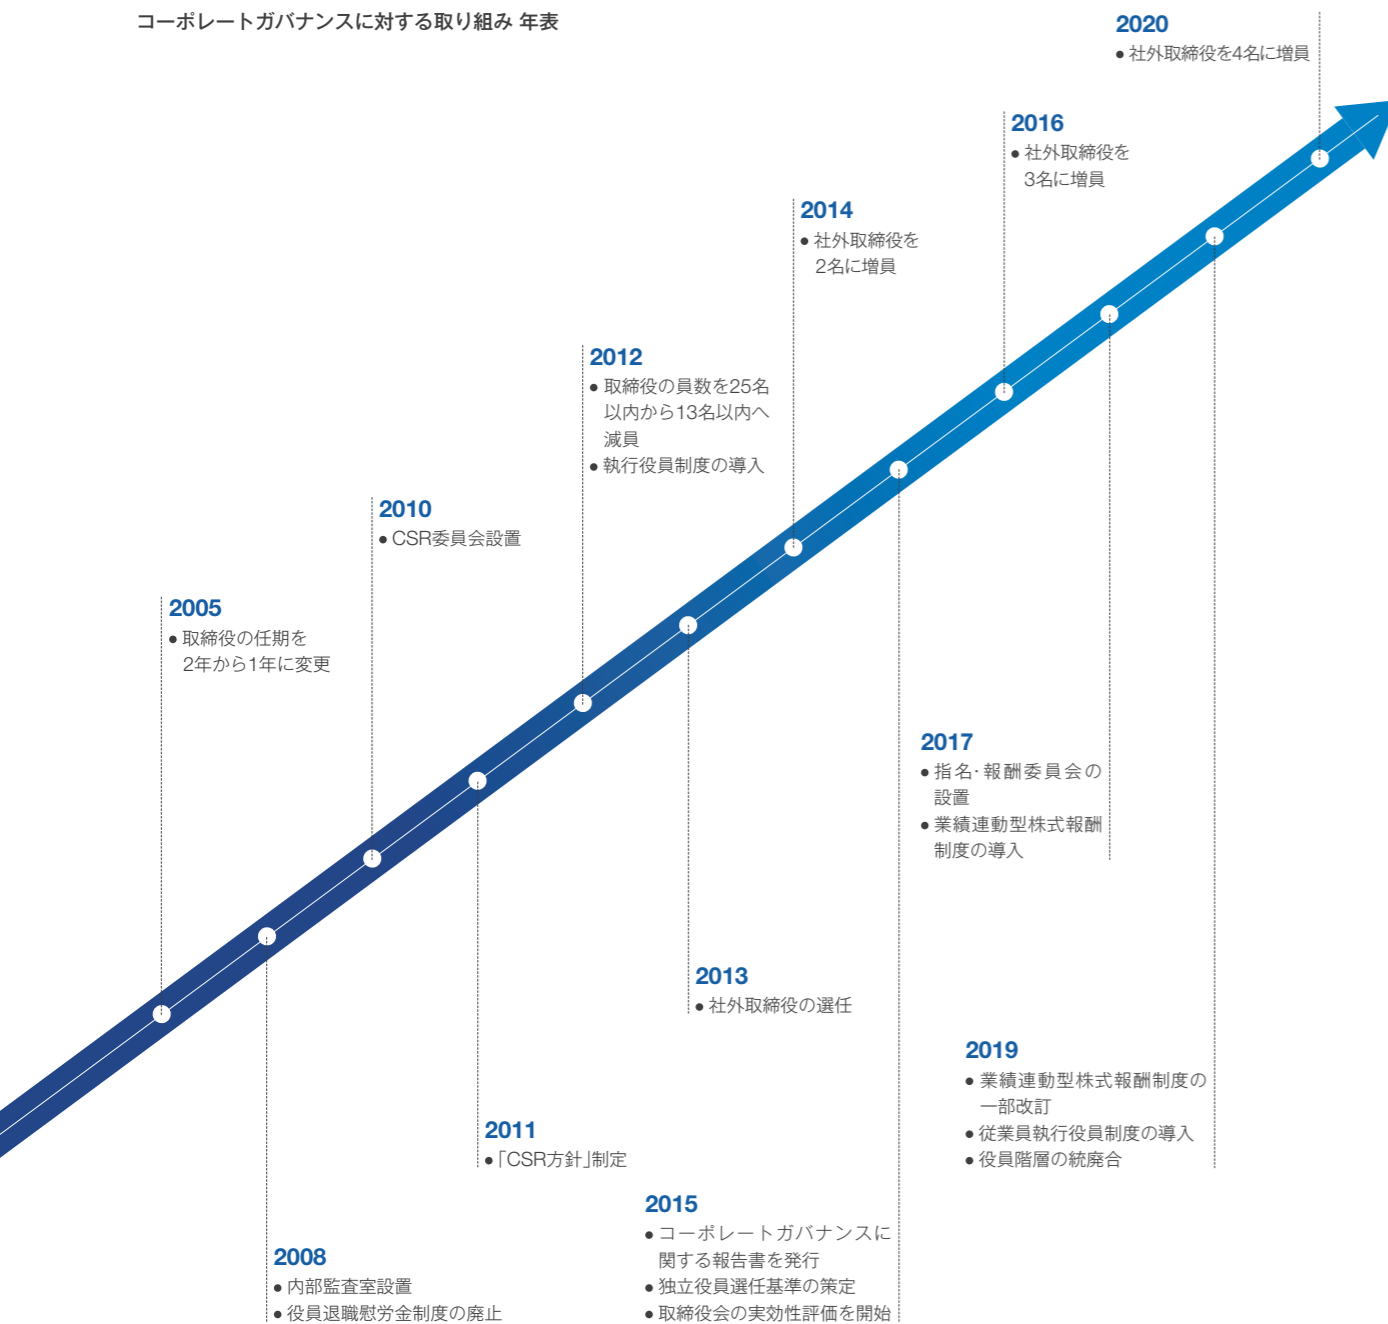 コーポレートガバナンスに対する取り組み 年表
2020
● 社外取締役を4名に増員
2016
● 社外取締役を
3名に増員
2014
● 社外取締役を
2名に増員
2012
● 取締役の員数を25名
以内から13名以内へ
減員
● 執行役員制度の導入
2010
● CSR委員会設置
2005
● 取締役の任期を
2年から1年に変更
2017
● 指名・報酬委員会の
設置
● 業績連動型株式報酬
制度の導入
2013
● 社外取締役の選任
2019
● 業績連動型株式報酬制度の
一部改訂
● 従業員執行役員制度の導入
● 役員階層の統廃合
2011
● 「CSR方針」制定
2015
● コーポレートガバナンスに
関する報告書を発行
● 独立役員選任基準の策定
● 取締役会の実効性評価を開始
2008
● 内部監査室設置
● 役員退職慰労金制度の廃止